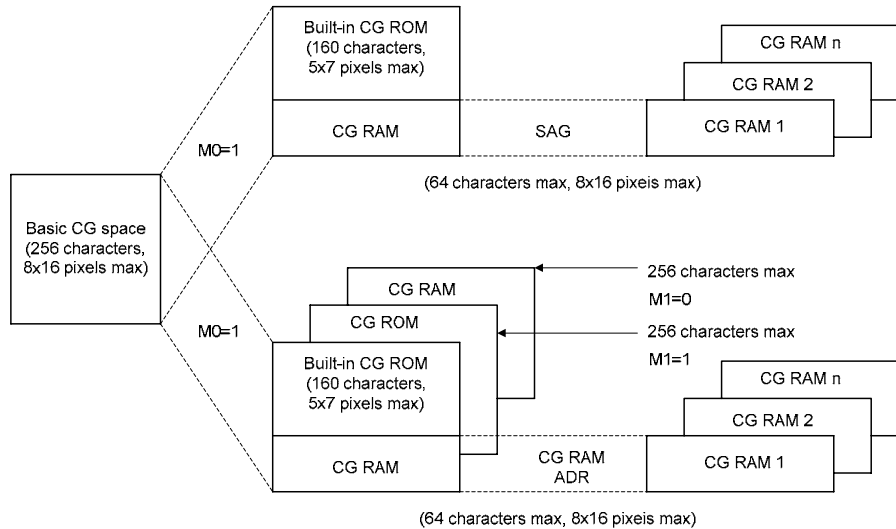 Built-in CG ROM
(160 characters,
5x7 pixels max)
CG RAM
M0=1
SAG
CG RAM n
CG RAM 2
CG RAM 1
(64 characters max, 8x16 pixeis max)
Basic CG space
(256 characters,
8x16 pixels max)
M0=1
CG RAM
CG ROM
Built-in CG ROM
(160 characters,
5x7 pixels max)
CG RAM
256 characters max
M1=0
256 characters max
M1=1
CG RAM
ADR
CG RAM n
CG RAM 2
CG RAM 1
(64 characters max, 8x16 pixels max)